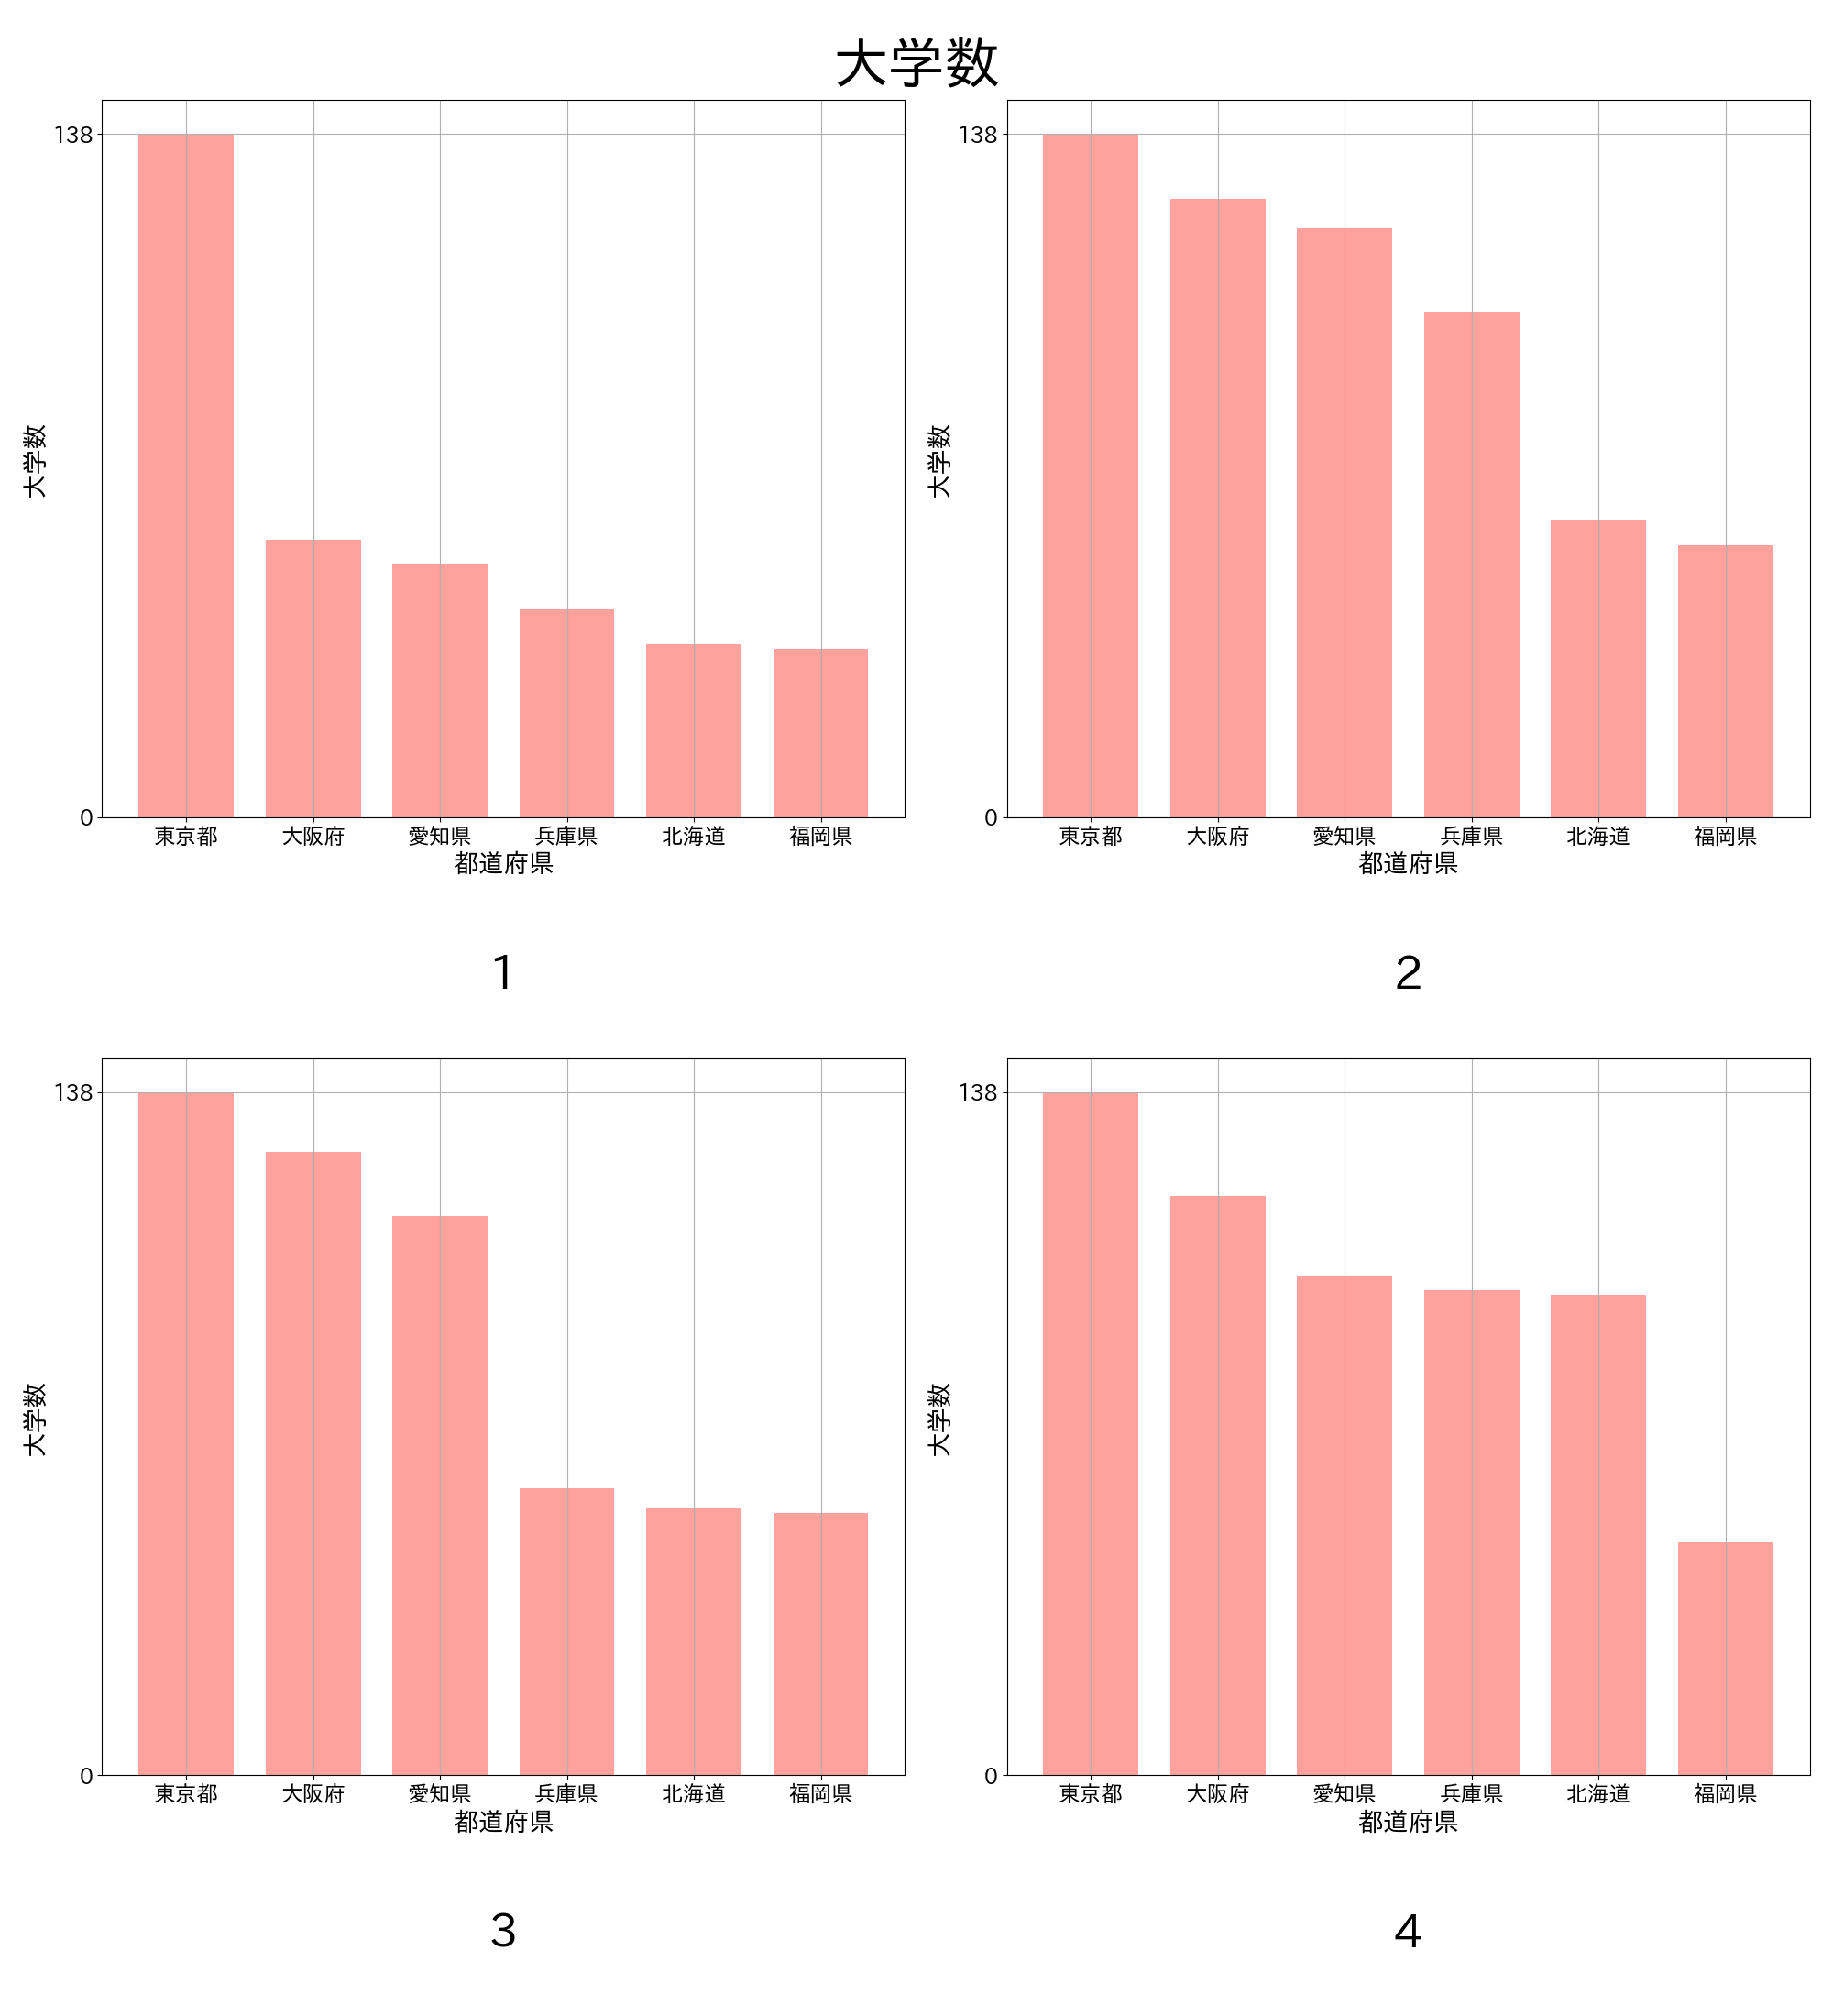 大学数
138
0
大学数
東京都 大阪府 愛知県 兵庫県 北海道 福岡県
都道府県
1
138
0
大学数
東京都 大阪府 愛知県 兵庫県 北海道 福岡県
都道府県
2
138
0
大学数
東京都 大阪府 愛知県 兵庫県 北海道 福岡県
都道府県
3
138
0
大学数
東京都 大阪府 愛知県 兵庫県 北海道 福岡県
都道府県
4